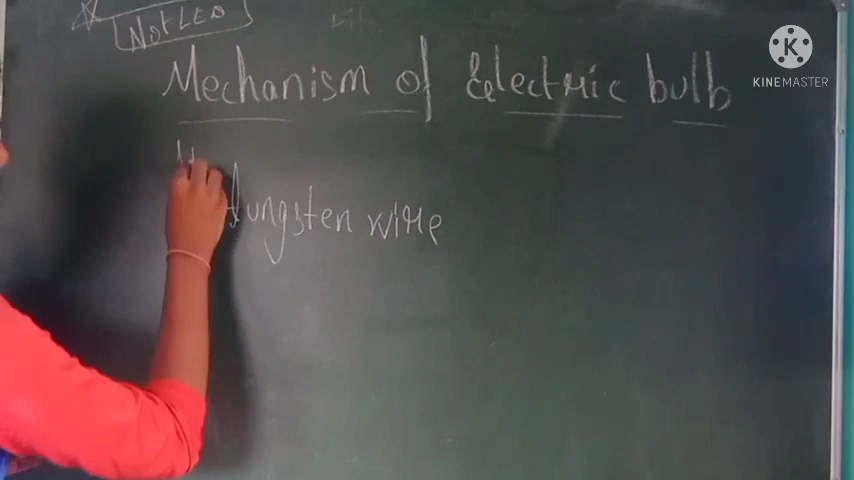 NOT LED
Mechanism of Electric bulb
KINEMASTER
tungsten wire